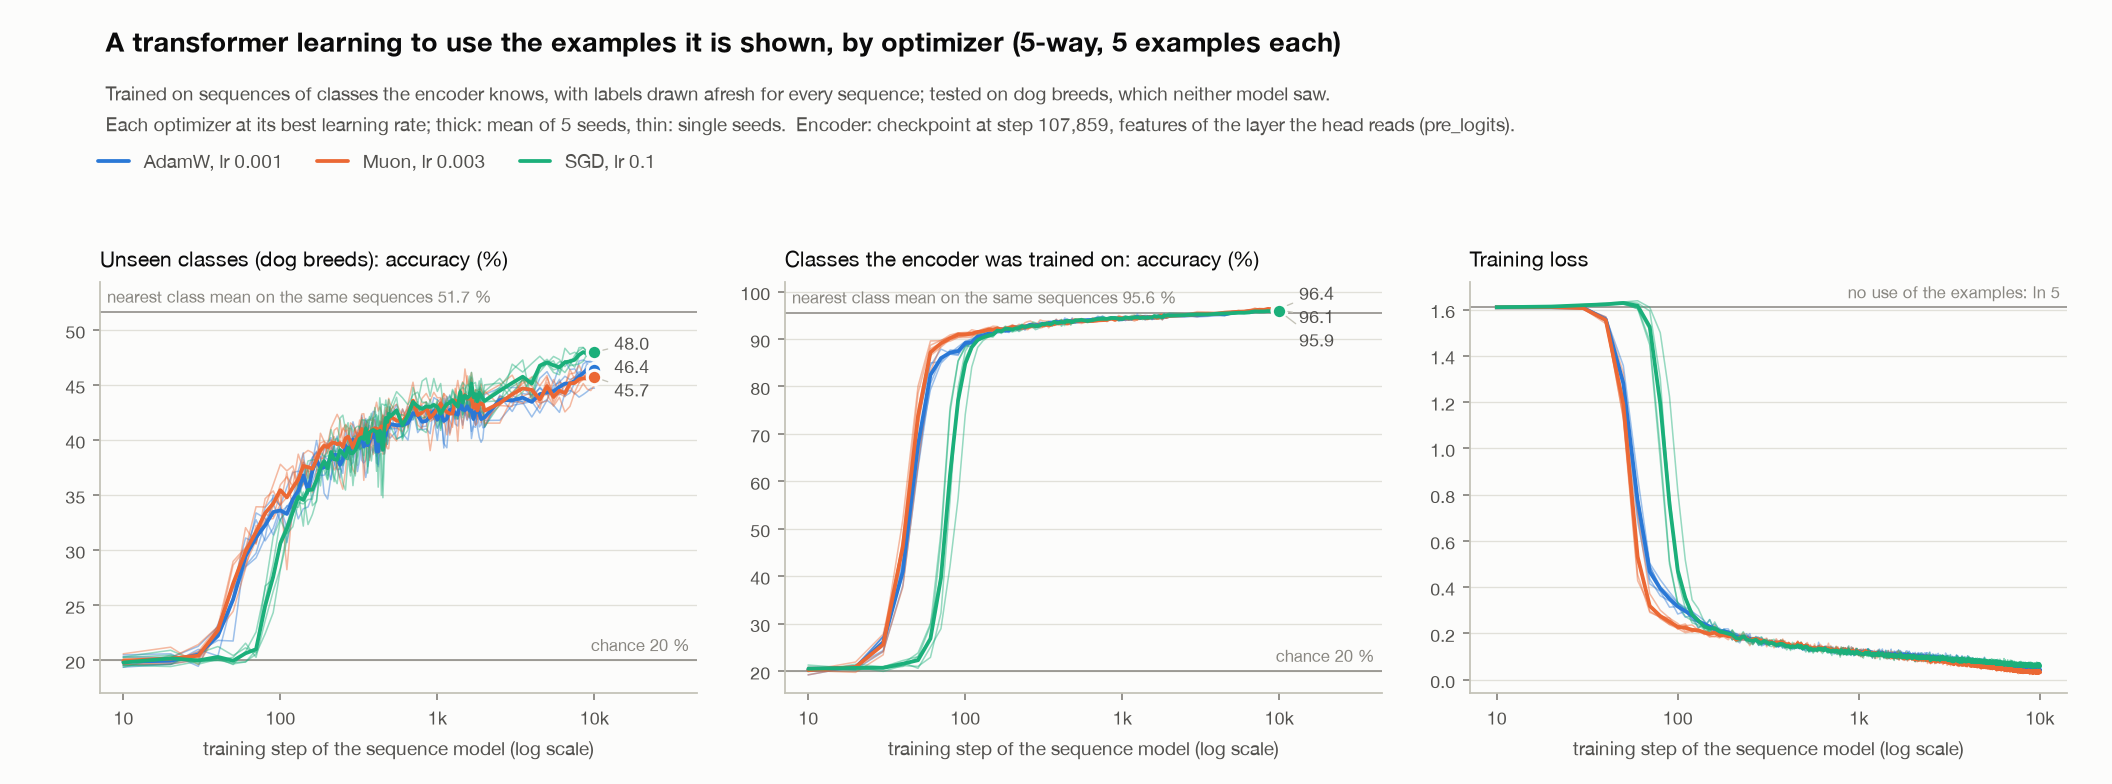 A transformer learning to use the examples it is shown, by optimizer (5-way, 5 examples each)
Trained on sequences of classes the encoder knows, with labels drawn afresh for every sequence; tested on dog breeds, which neither model saw.
Each optimizer at its best learning rate; thick: mean of 5 seeds, thin: single seeds.  Encoder: checkpoint at step 107,859, features of the layer the head reads (pre_logits).
AdamW, lr 0.001
Muon, lr 0.003
SGD, lr 0.1
Unseen classes (dog breeds): accuracy (%)
nearest class mean on the same sequences 51.7 %
50
45
40
35
30
25
20
48.0
46.4
45.7
chance 20 %
10
100
1k
10k
training step of the sequence model (log scale)
Classes the encoder was trained on: accuracy (%)
nearest class mean on the same sequences 95.6 %
100
90
80
70
60
50
40
30
20
96.4
96.1
95.9
chance 20 %
10
100
1k
10k
training step of the sequence model (log scale)
Training loss
no use of the examples: ln 5
1.6
1.4
1.2
1.0
0.8
0.6
0.4
0.2
0.0
10
100
1k
10k
training step of the sequence model (log scale)